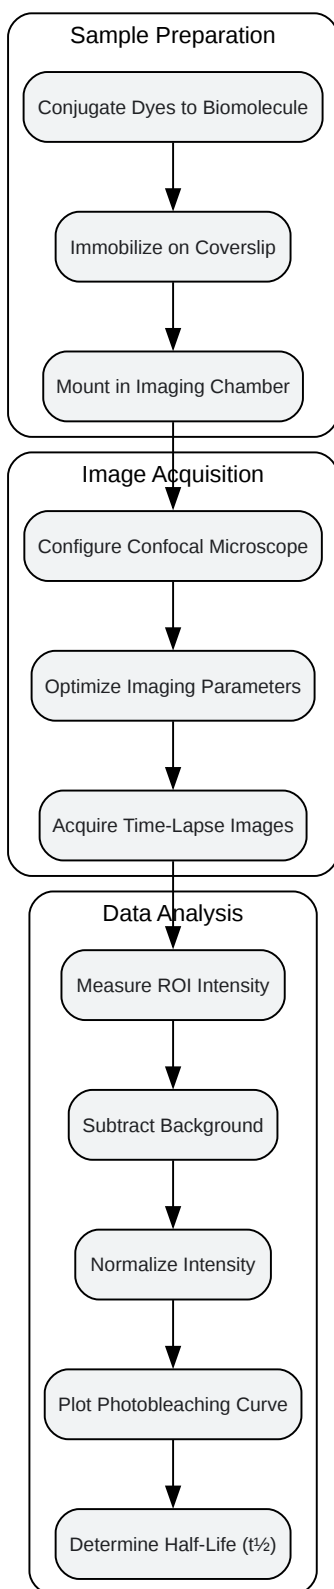 Sample Preparation
Conjugate Dyes to Biomolecule
Immobilize on Coverslip
Mount in Imaging Chamber
Image Acquisition
Configure Confocal Microscope
Optimize Imaging Parameters
Acquire Time-Lapse Images
Data Analysis
Measure ROI Intensity
Subtract Background
Normalize Intensity
Plot Photobleaching Curve
Determine Half-Life (t½)